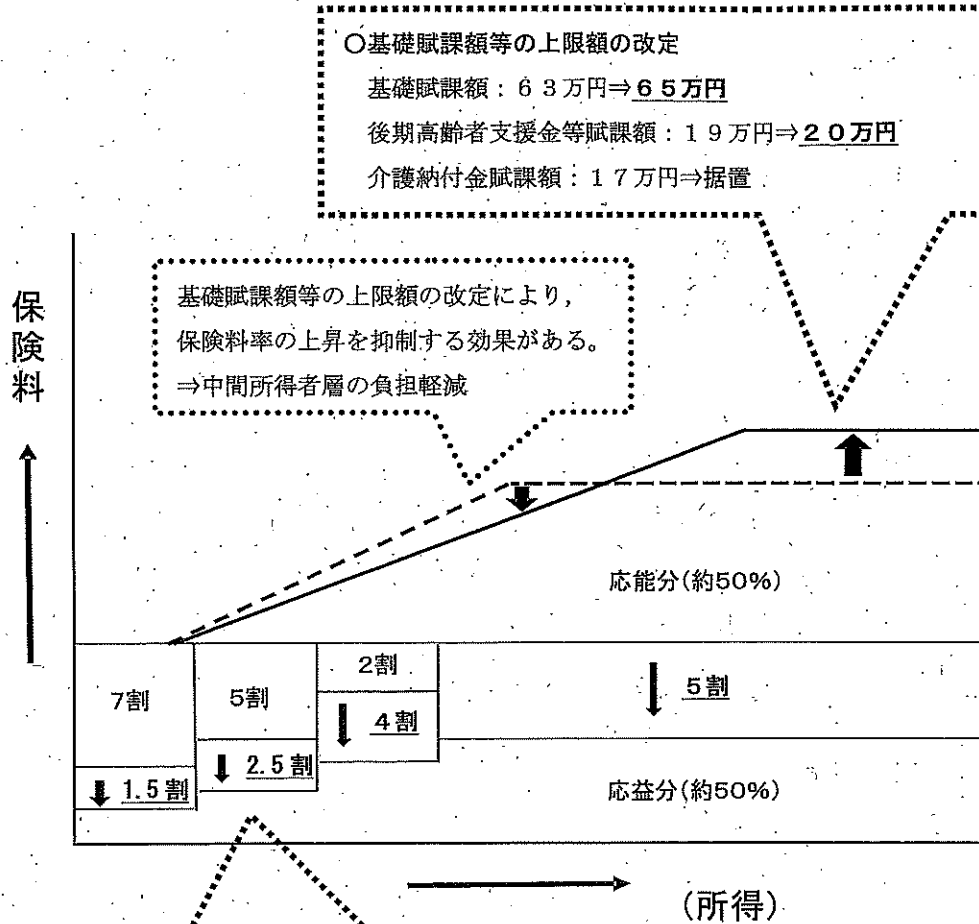 ○基礎賦課額等の上限額の改定
基礎賦課額：６３万円⇒６５万円
後期高齢者支援金等賦課額：１９万円⇒２０万円
介護納付金賦課額：１７万円⇒据置
基礎賦課額等の上限額の改定により，
保険料率の上昇を抑制する効果がある。
⇒中間所得者層の負担軽減
保険料
応能分(約50%)
7割
5割
2割
5割
4割
2.5割
1.5割
応益分(約50%)
(所得)